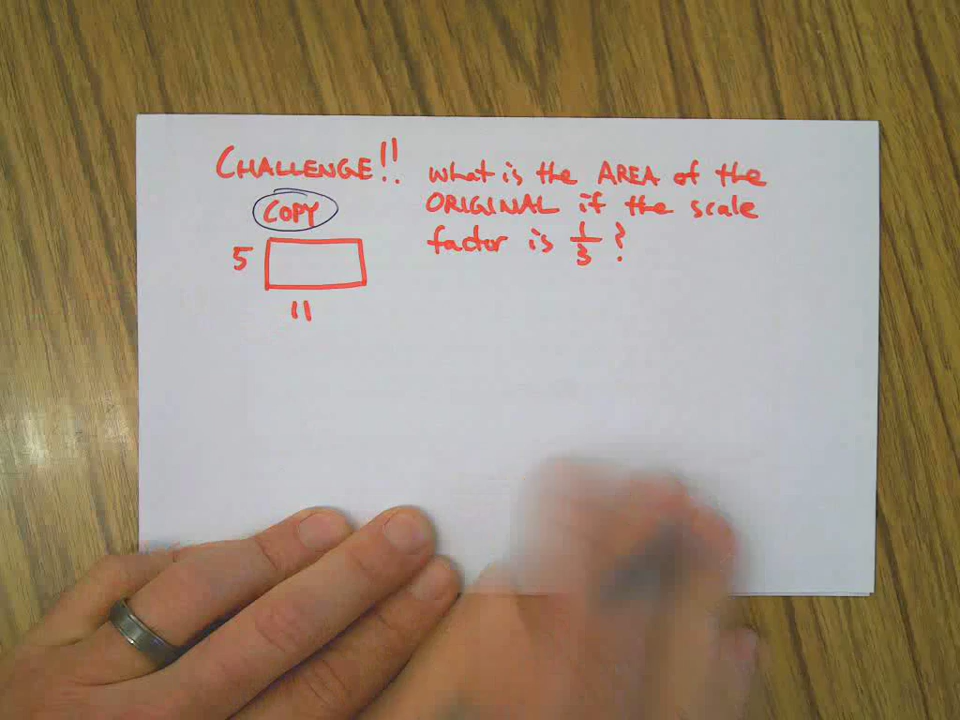 CHALLENGE!!
COPY
5
11
What is the AREA of the
ORIGINAL if the scale
factor is 1/3?